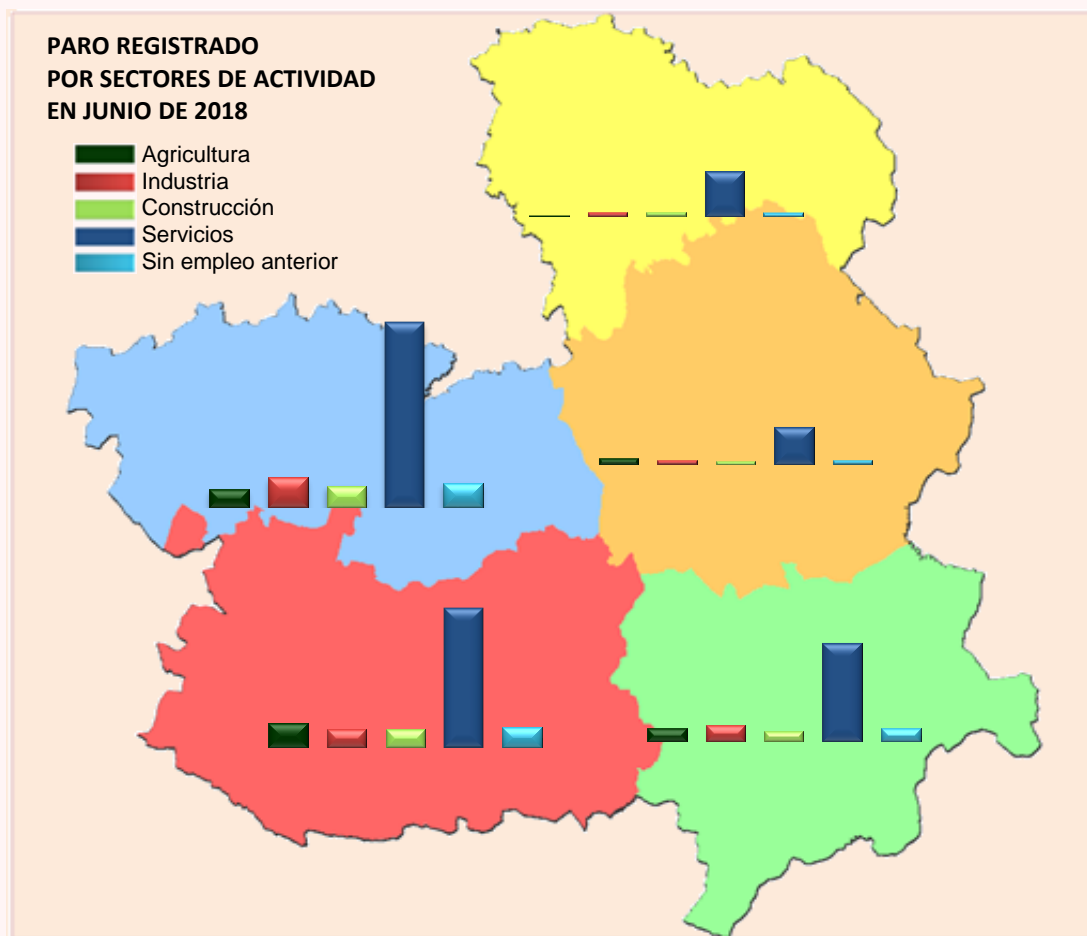 PARO REGISTRADO
POR SECTORES DE ACTIVIDAD
EN JUNIO DE 2018
Agricultura
Industria
Construcción
Servicios
Sin empleo anterior